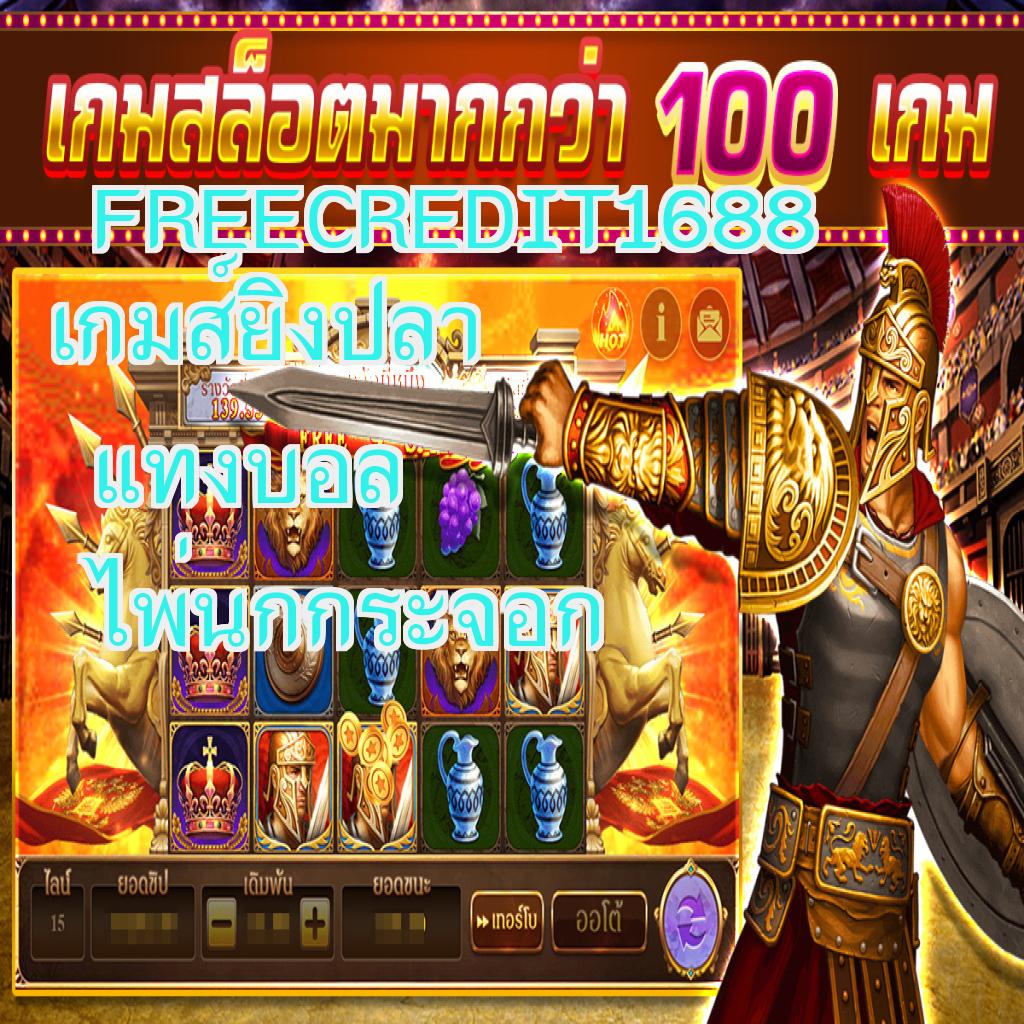 เกมสล็อตมากกว่า 100 เกม
FREECREDIT1688
เกมส์ยิงปลา
HOT
i
139.
FREE
แทงบอล
ไพ่นกกระจอก
ไลน์ ยอดชิป เดิมพัน ยอดชนะ
15 - + เทอร์โบ ออโต้